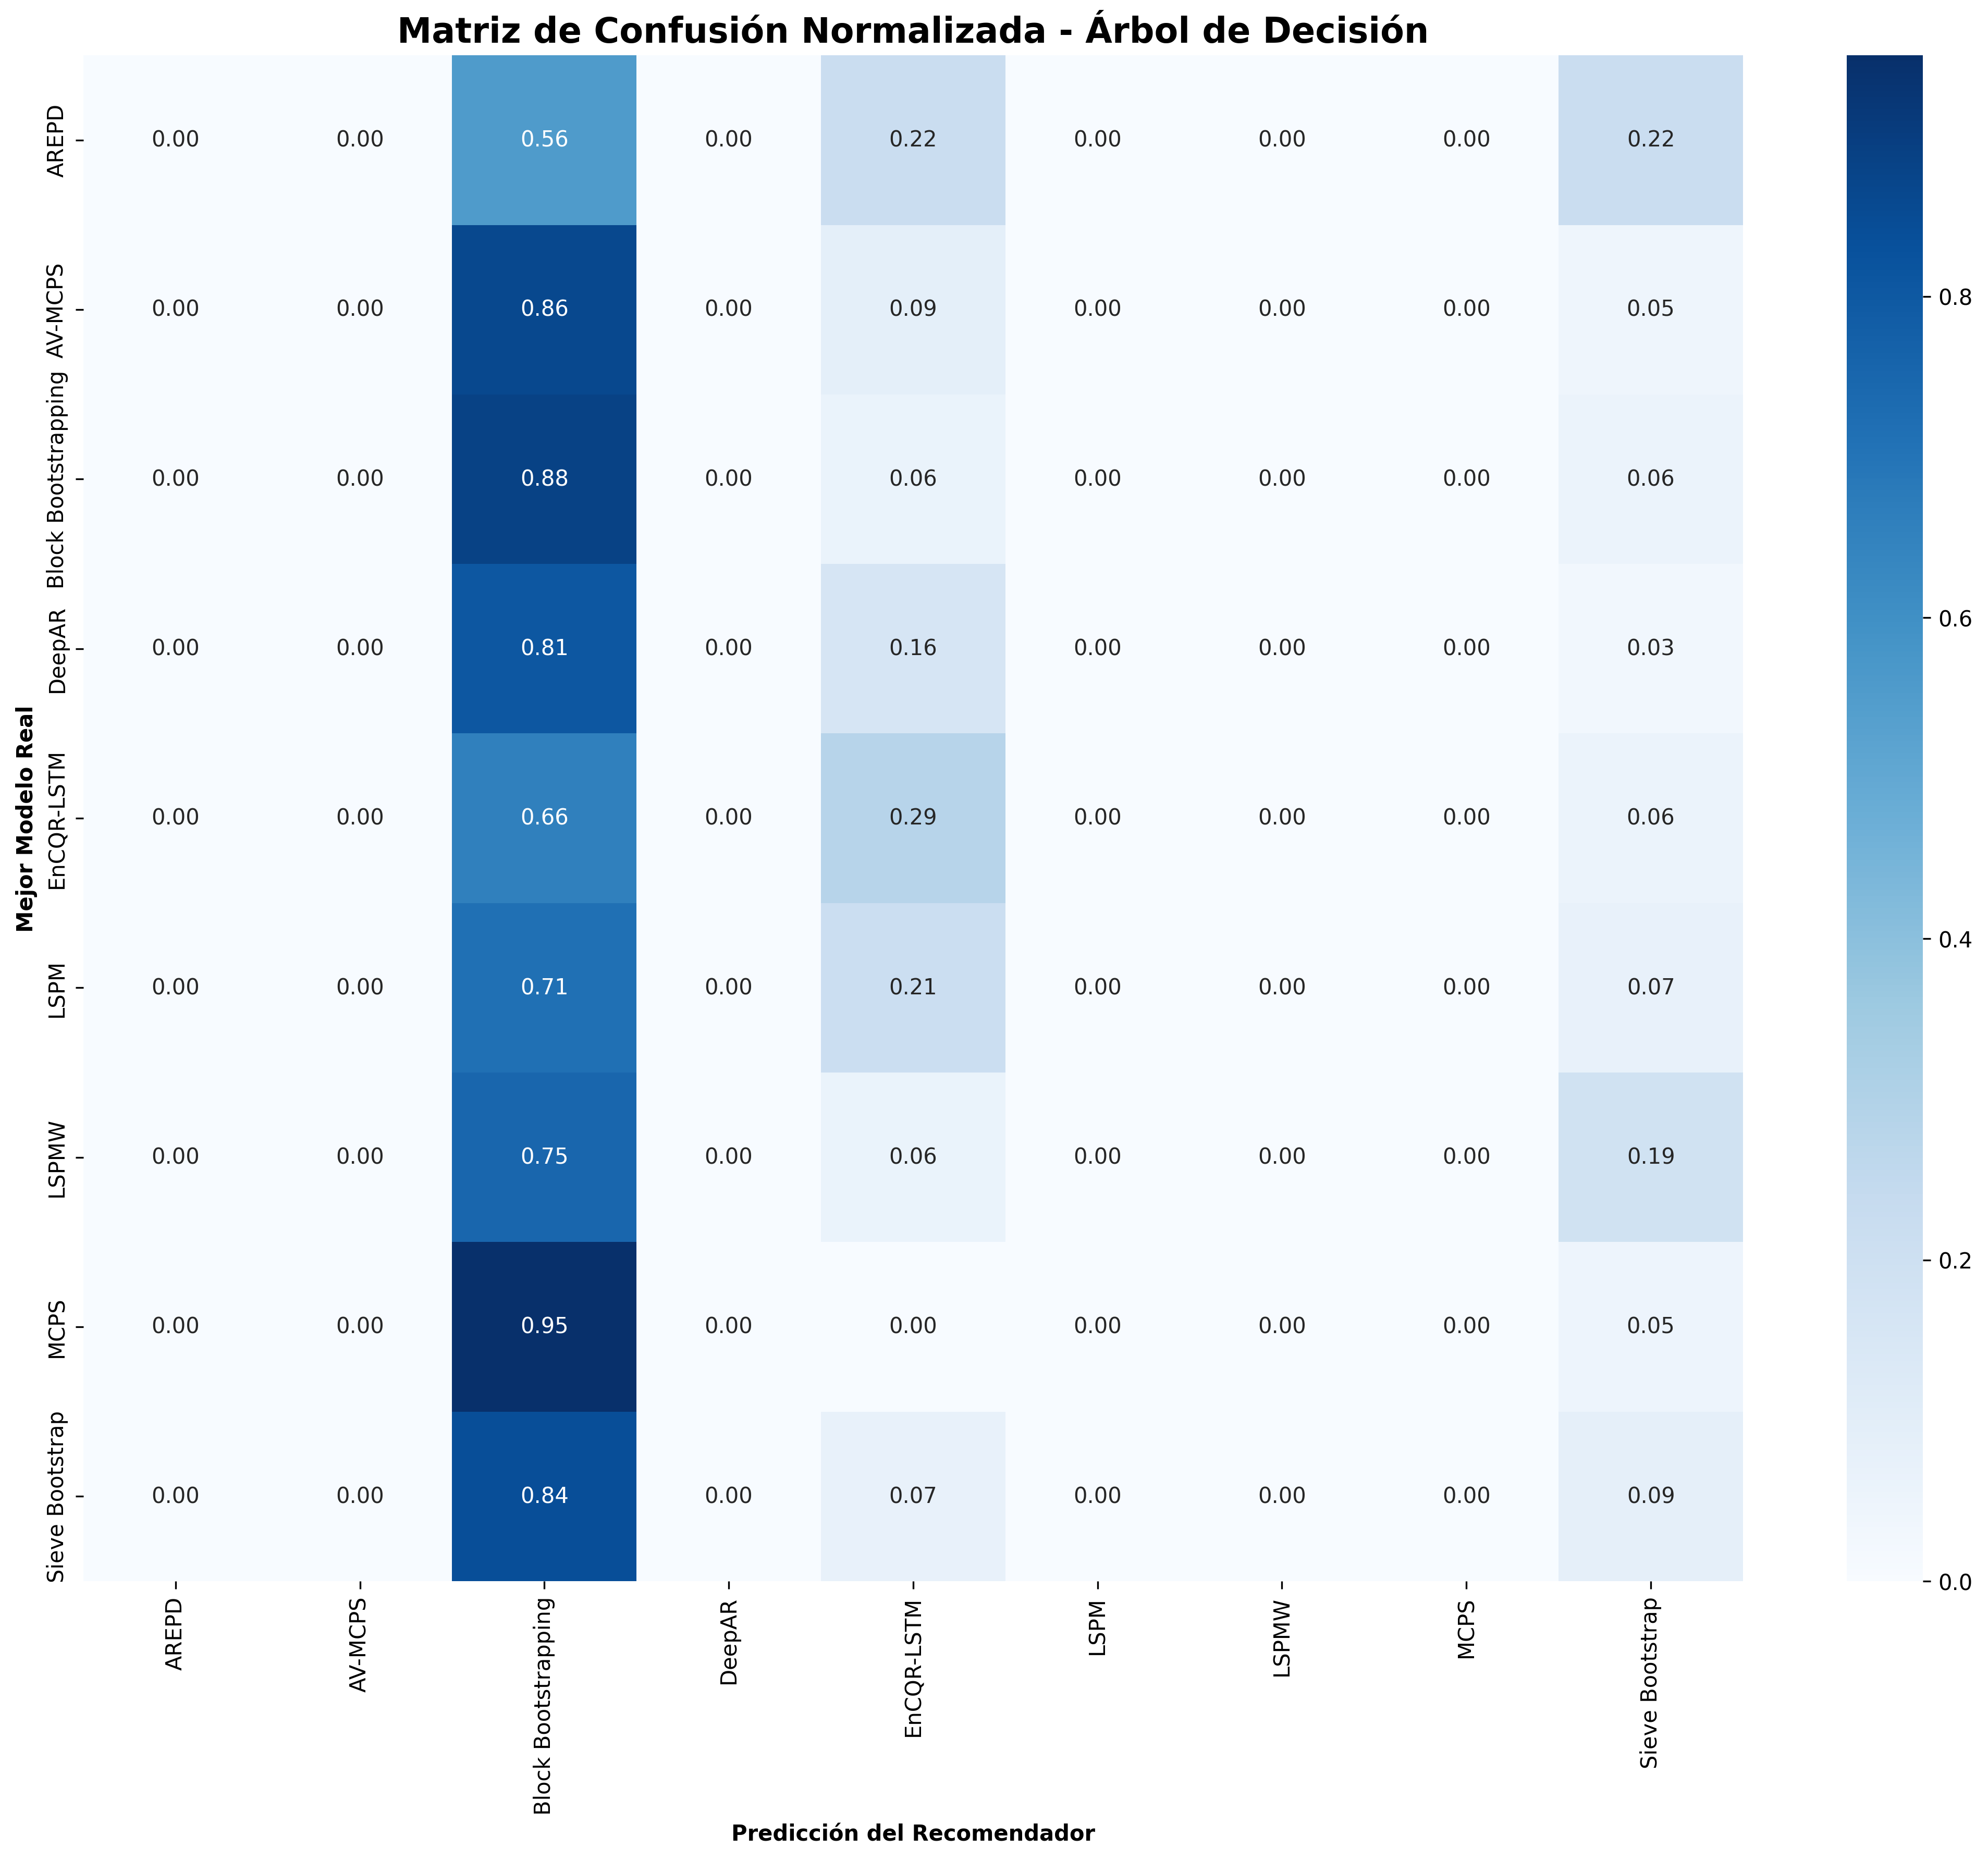 Matriz de Confusión Normalizada - Árbol de Decisión
Mejor Modelo Real
AREPD
0.00 0.00 0.56 0.00 0.22 0.00 0.00 0.00 0.22
AV-MCPS
0.00 0.00 0.86 0.00 0.09 0.00 0.00 0.00 0.05
Block Bootstrapping
0.00 0.00 0.88 0.00 0.06 0.00 0.00 0.00 0.06
DeepAR
0.00 0.00 0.81 0.00 0.16 0.00 0.00 0.00 0.03
EnCQR-LSTM
0.00 0.00 0.66 0.00 0.29 0.00 0.00 0.00 0.06
LSPM
0.00 0.00 0.71 0.00 0.21 0.00 0.00 0.00 0.07
LSPMW
0.00 0.00 0.75 0.00 0.06 0.00 0.00 0.00 0.19
MCPS
0.00 0.00 0.95 0.00 0.00 0.00 0.00 0.00 0.05
Sieve Bootstrap
0.00 0.00 0.84 0.00 0.07 0.00 0.00 0.00 0.09
AREPD
AV-MCPS
Block Bootstrapping
DeepAR
EnCQR-LSTM
LSPM
LSPMW
MCPS
Sieve Bootstrap
Predicción del Recomendador
0.8
0.6
0.4
0.2
0.0